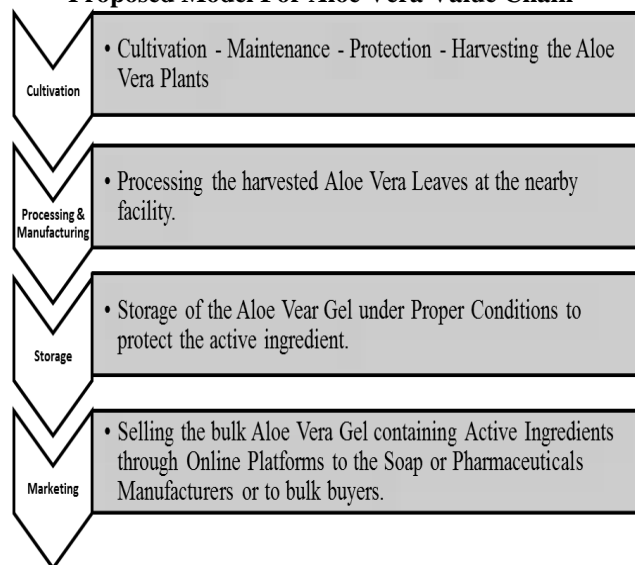 Proposed Model For Aloe Vera Value Chain
Cultivation
• Cultivation - Maintenance - Protection - Harvesting the Aloe
Vera Plants
Processing &
Manufacturing
• Processing the harvested Aloe Vera Leaves at the nearby
facility.
Storage
• Storage of the Aloe Vear Gel under Proper Conditions to
protect the active ingredient.
Marketing
• Selling the bulk Aloe Vera Gel containing Active Ingredients
through Online Platforms to the Soap or Pharmaceuticals
Manufacturers or to bulk buyers.